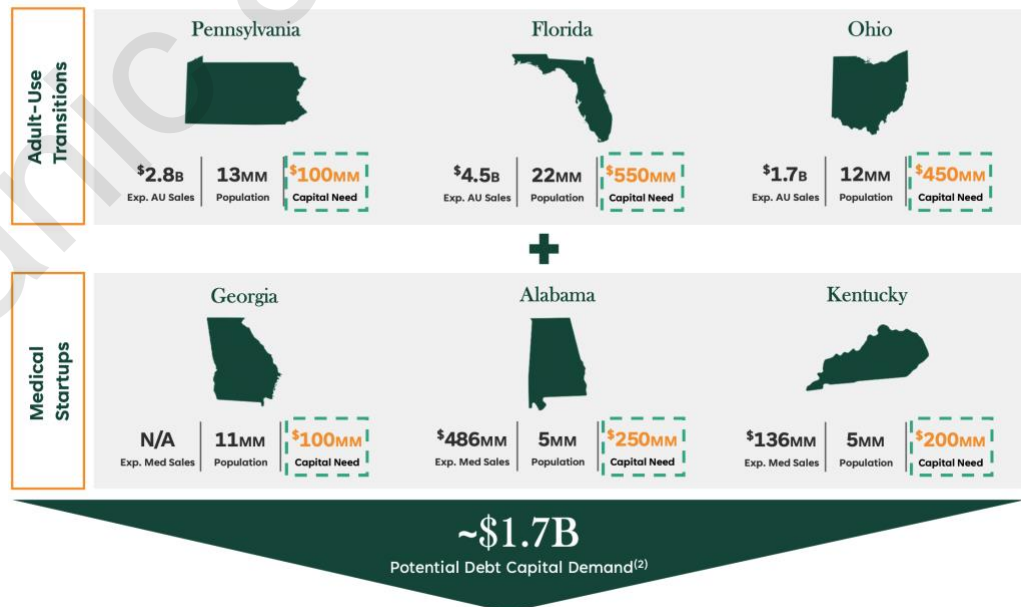 Adult-Use
Transitions
Pennsylvania
$2.8B
Exp. AU Sales
13MM
Population
$100MM
Capital Need
Florida
$4.5B
Exp. AU Sales
22MM
Population
$550MM
Capital Need
Ohio
$1.7B
Exp. AU Sales
12MM
Population
$450MM
Capital Need
+
Medical
Startups
Georgia
N/A
Exp. Med Sales
11MM
Population
$100MM
Capital Need
Alabama
$486MM
Exp. Med Sales
5MM
Population
$250MM
Capital Need
Kentucky
$136MM
Exp. Med Sales
5MM
Population
$200MM
Capital Need
~$1.7B
Potential Debt Capital Demand(2)